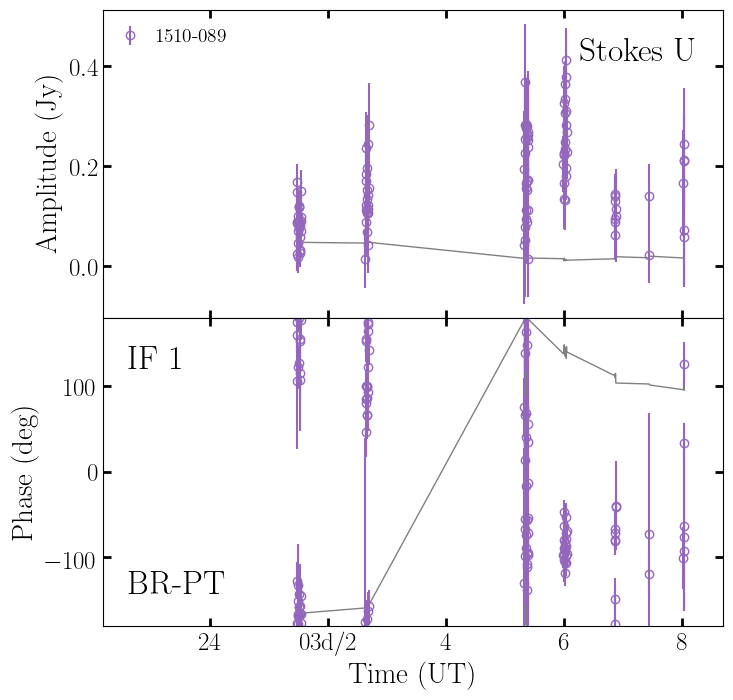 1510-089
Stokes U
0.4
0.2
0.0
Amplitude (Jy)
IF 1
100
0
−100
Phase (deg)
BR-PT
24
03d/2
4
6
8
Time (UT)